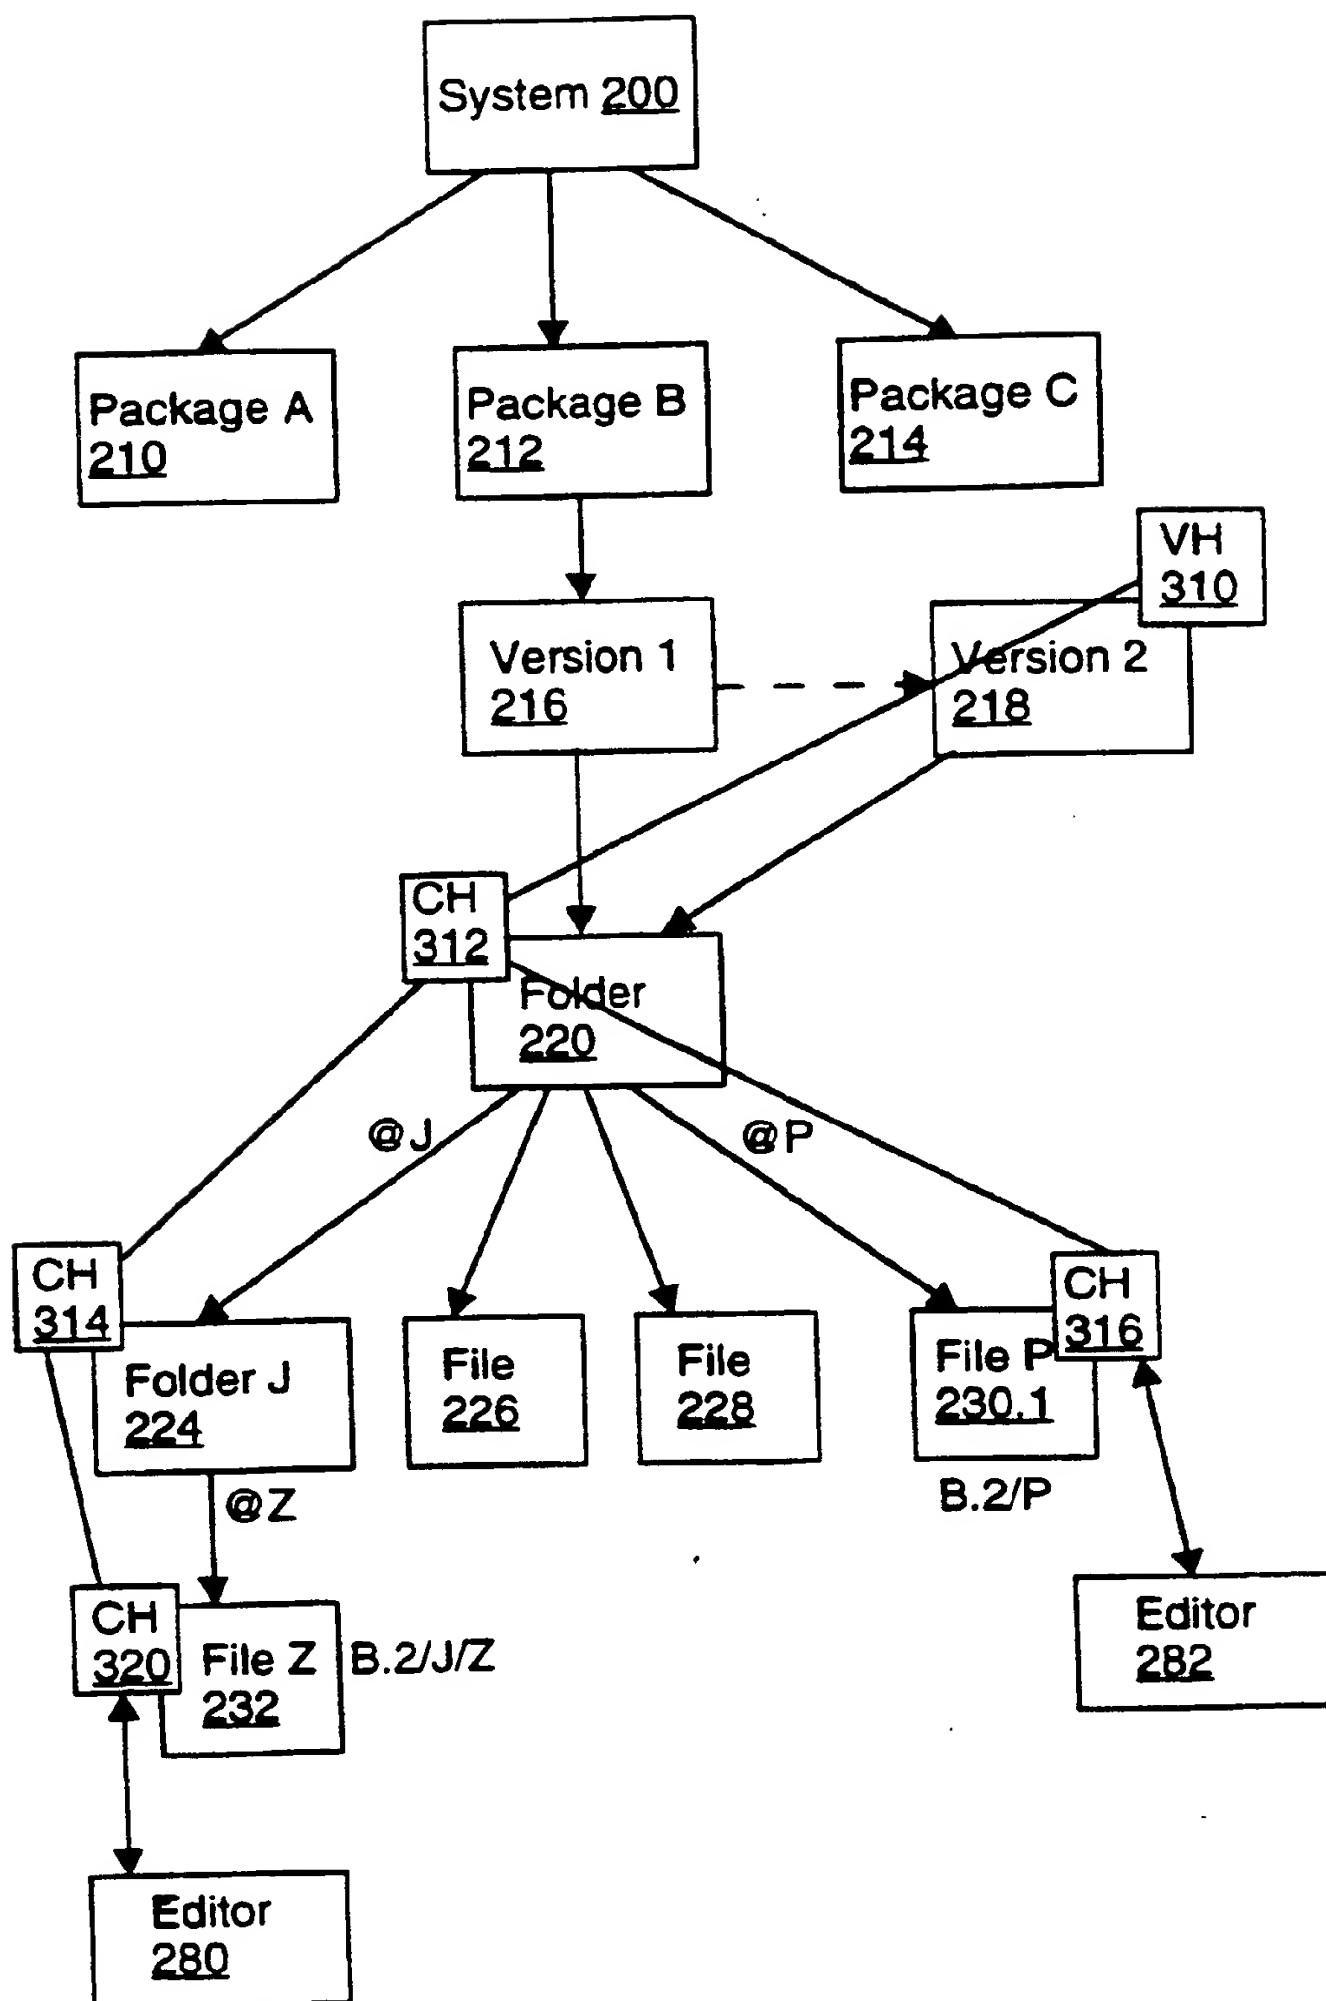 System 200
Package A
210
Package B
212
Package C
214
VH
310
Version 1
216
Version 2
218
CH
312
Folder
220
@J
@P
CH
314
Folder J
224
File
226
File
228
File P
230.1
CH
316
B.2/P
@Z
CH
320
File Z
232
B.2/J/Z
Editor
282
Editor
280